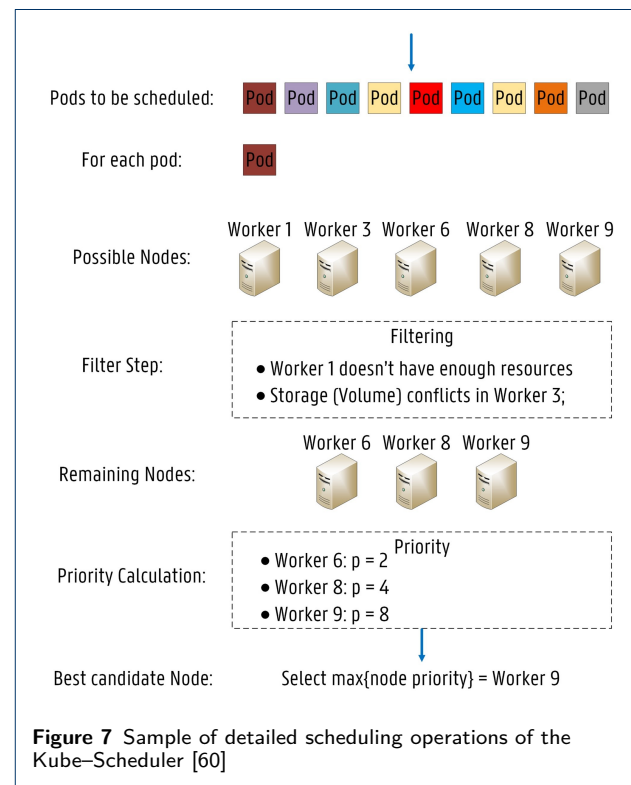 Pods to be scheduled: Pod Pod Pod Pod Pod Pod Pod Pod Pod
For each pod: Pod
Worker 1 Worker 3 Worker 6 Worker 8 Worker 9
Possible Nodes:
Filtering
Filter Step:
● Worker 1 doesn't have enough resources
● Storage (Volume) conflicts in Worker 3;
Worker 6 Worker 8 Worker 9
Remaining Nodes:
Priority
● Worker 6: p = 2
Priority Calculation:
● Worker 8: p = 4
● Worker 9: p = 8
Best candidate Node: Select max{node priority} = Worker 9
Figure 7 Sample of detailed scheduling operations of the
Kube–Scheduler [60]